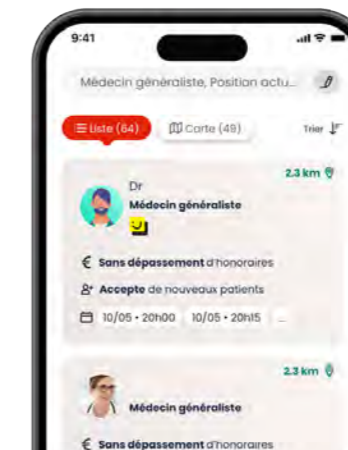 9:41
Médecin généraliste, Position actu...
Liste (64)
Carte (49)
Trier
2.3 km
Dr
Médecin généraliste
Sans dépassement d'honoraires
Accepte de nouveaux patients
10/05 • 20h00 10/05 • 20h15 ...
2.3 km
Médecin généraliste
Sans dépassement d'honoraires